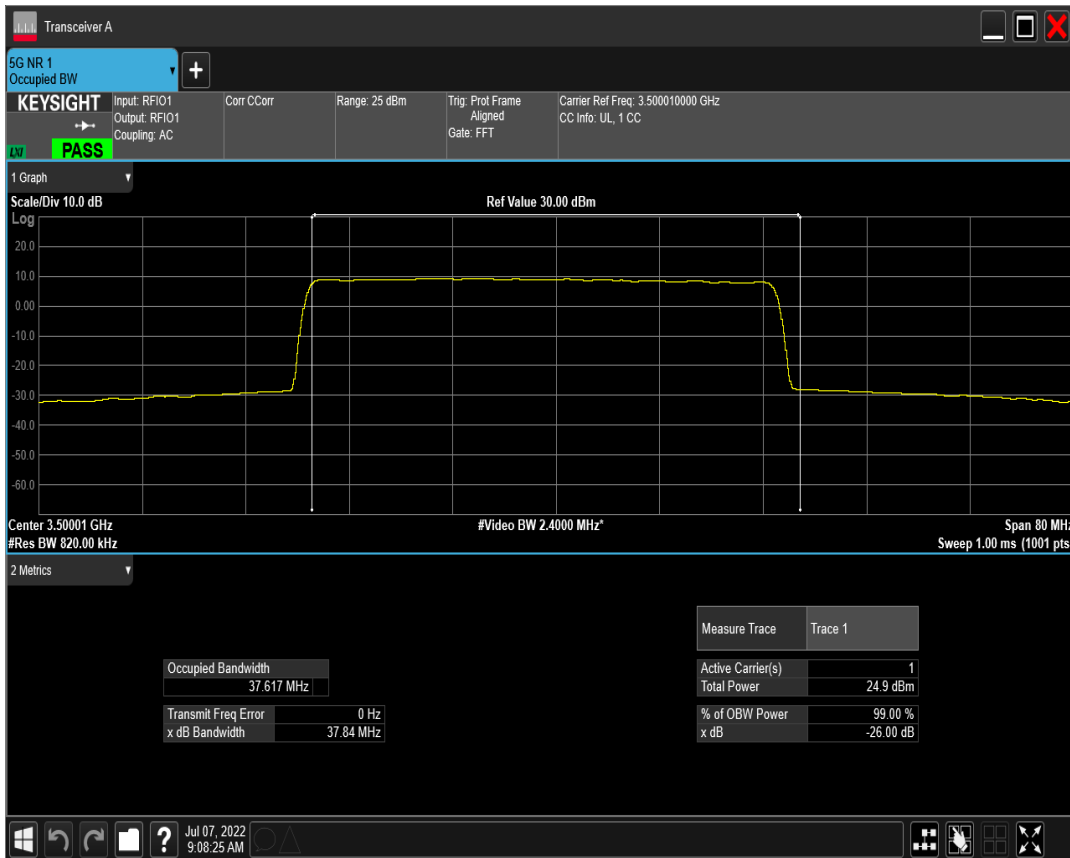 Transceiver A
5G NR 1
Occupied BW
KEYSIGHT
LXI
PASS
Input: RFIO1
Output: RFIO1
Coupling: AC
Corr CCorr
Range: 25 dBm
Trig: Prot Frame
Aligned
Gate: FFT
Carrier Ref Freq: 3.500010000 GHz
CC Info: UL, 1 CC
1 Graph
Scale/Div 10.0 dB
Ref Value 30.00 dBm
Log
20.0
10.0
0.00
-10.0
-20.0
-30.0
-40.0
-50.0
-60.0
Center 3.50001 GHz
#Video BW 2.4000 MHz*
Span 80 MHz
#Res BW 820.00 kHz
Sweep 1.00 ms (1001 pts
2 Metrics
Measure Trace Trace 1
Occupied Bandwidth
37.617 MHz
Active Carrier(s) 1
Total Power 24.9 dBm
Transmit Freq Error 0 Hz
x dB Bandwidth 37.84 MHz
% of OBW Power 99.00 %
x dB -26.00 dB
?
Jul 07, 2022
9:08:25 AM